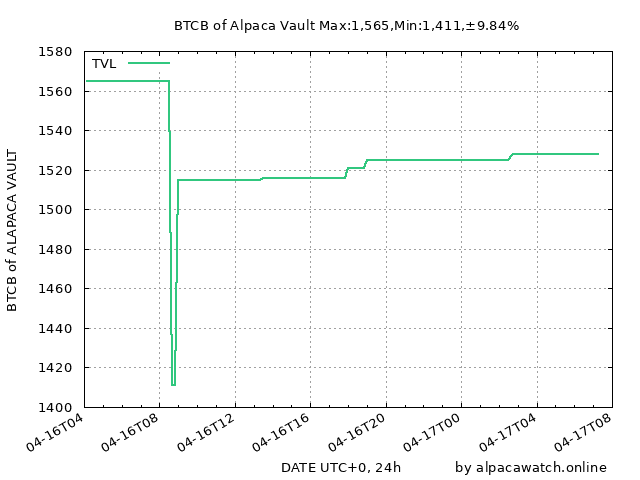 BTCB of Alpaca Vault Max:1,565,Min:1,411,±9.84%
TVL
1580
1560
1540
1520
1500
1480
1460
1440
1420
1400
BTCB of ALAPACA VAULT
04-16T04
04-16T08
04-16T12
04-16T16
04-16T20
04-17T00
04-17T04
04-17T08
DATE UTC+0, 24h
by alpacawatch.online